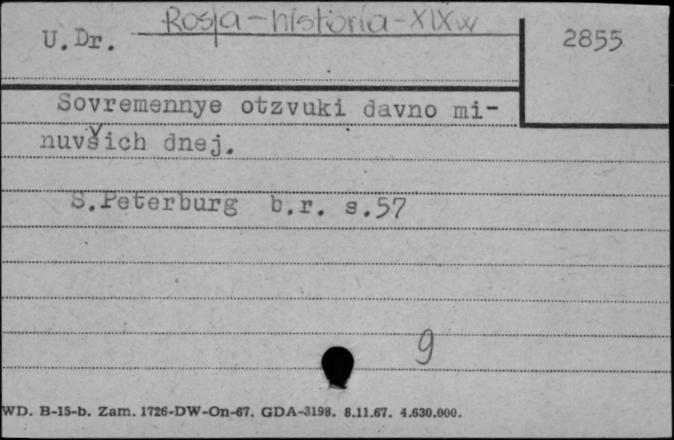 Rosja - historia - XIX w
U.Dr.
2855
Sovremennye otzvuki davno mi-
nuvšich dnej.
S.Peterburg b.r. s.57
9
WD. B-15-b. Zam. 1726-DW-On-67. GDA-3198. 8.11.67. 4.630.000.